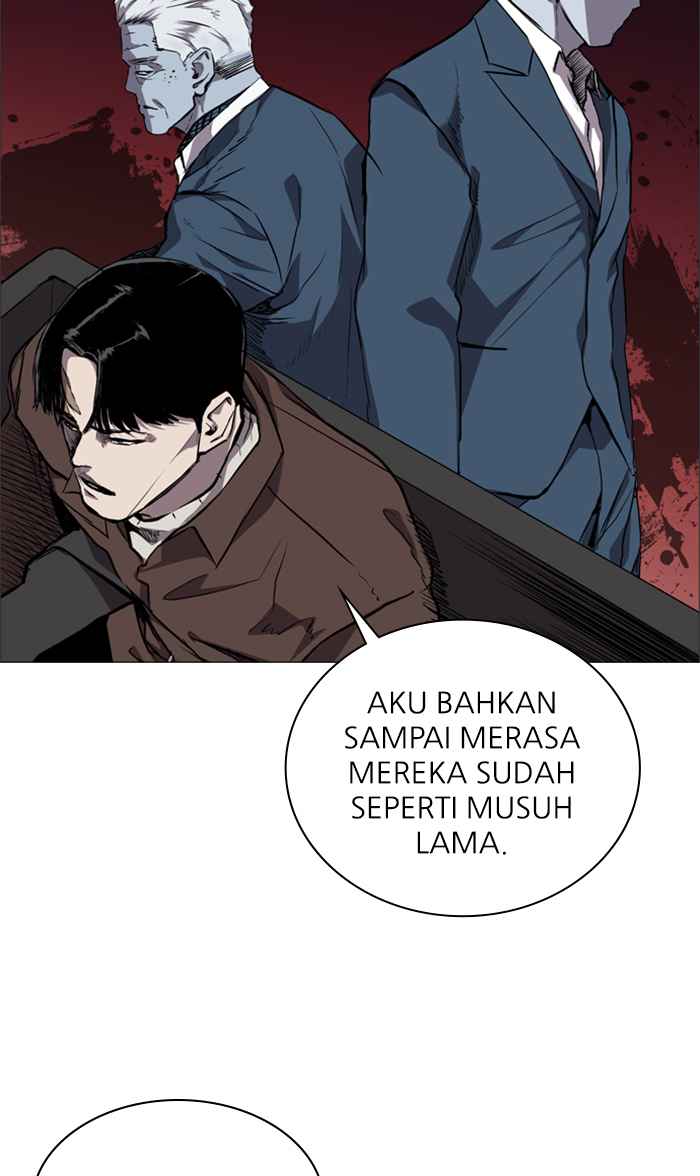 AKU BAHKAN
SAMPAI MERASA
MEREKA SUDAH
SEPERTI MUSUH
LAMA.